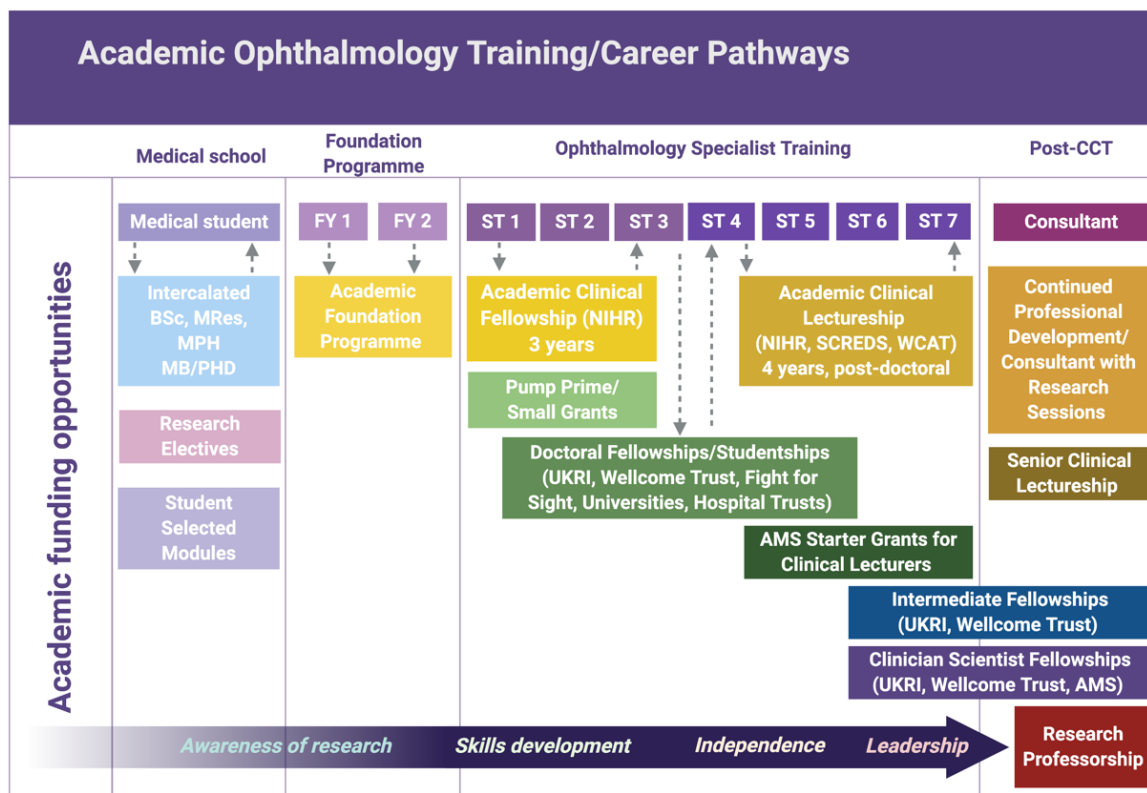 Academic Ophthalmology Training/Career Pathways
Medical school
Foundation
Programme
Ophthalmology Specialist Training
Post-CCT
Academic funding opportunities
Medical student
FY 1
FY 2
ST 1
ST 2
ST 3
ST 4
ST 5
ST 6
ST 7
Consultant
Intercalated
BSc, MRes,
MPH
MB/PHD
Research
Electives
Student
Selected
Modules
Academic
Foundation
Programme
Academic Clinical
Fellowship (NIHR)
3 years
Pump Prime/
Small Grants
Doctoral Fellowships/Studentships
(UKRI, Wellcome Trust, Fight for
Sight, Universities, Hospital Trusts)
Academic Clinical
Lectureship
(NIHR, SCREDS, WCAT)
4 years, post-doctoral
AMS Starter Grants for
Clinical Lecturers
Continued
Professional
Development/
Consultant with
Research
Sessions
Senior Clinical
Lectureship
Intermediate Fellowships
(UKRI, Wellcome Trust)
Clinician Scientist Fellowships
(UKRI, Wellcome Trust, AMS)
Awareness of research
Skills development
Independence
Leadership
Research
Professorship